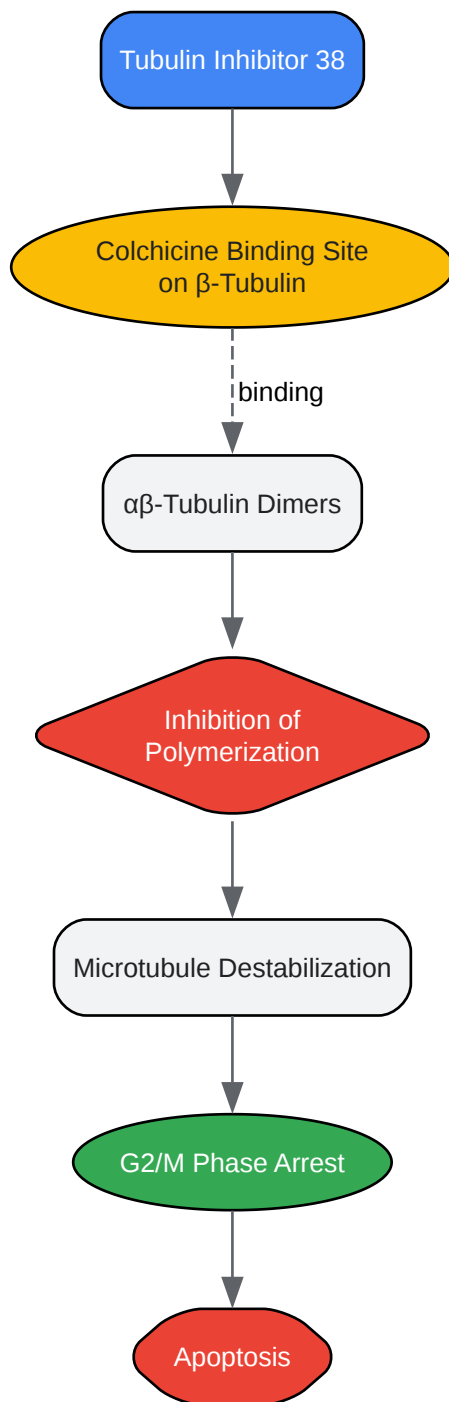 Tubulin Inhibitor 38
Colchicine Binding Site
on β-Tubulin
binding
αβ-Tubulin Dimers
Inhibition of
Polymerization
Microtubule Destabilization
G2/M Phase Arrest
Apoptosis